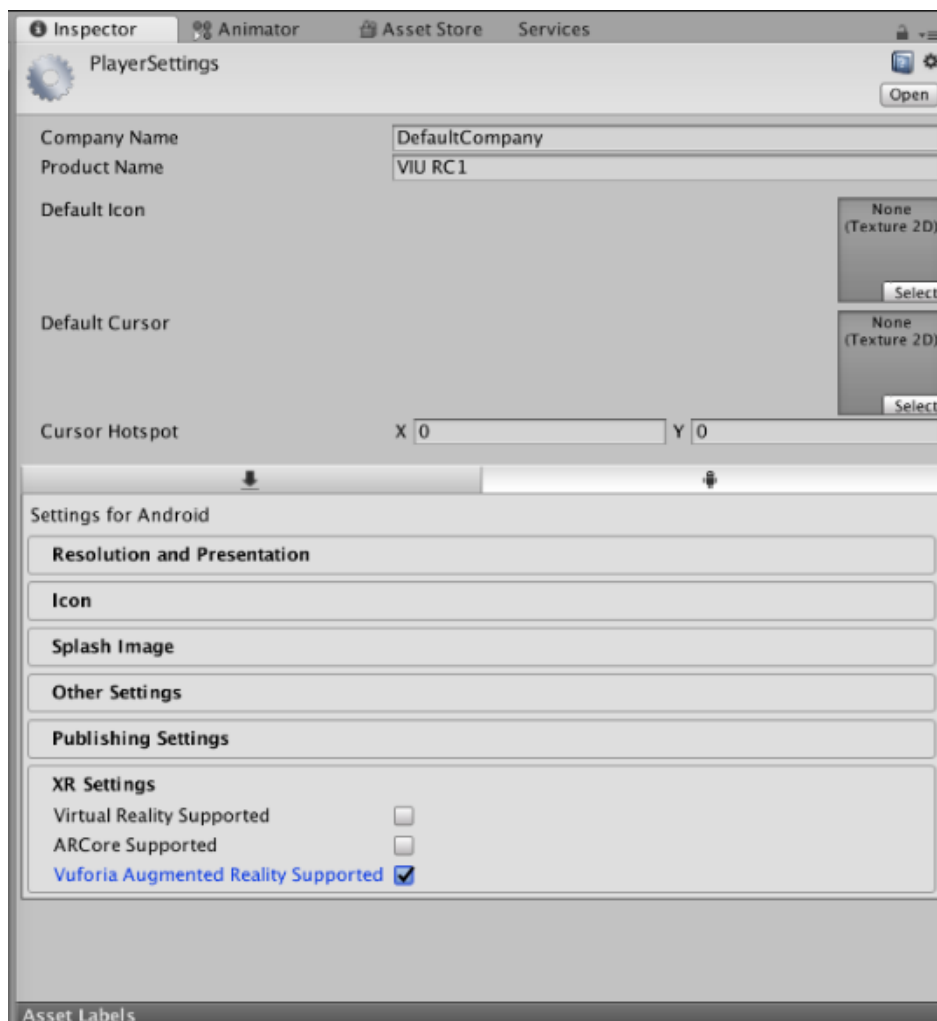 Inspector Animator Asset Store Services
PlayerSettings
Open
Company Name DefaultCompany
Product Name VIU RC1
Default Icon None
(Texture 2D)
Select
Default Cursor None
(Texture 2D)
Select
Cursor Hotspot X 0 Y 0
Settings for Android
Resolution and Presentation
Icon
Splash Image
Other Settings
Publishing Settings
XR Settings
Virtual Reality Supported
ARCore Supported
Vuforia Augmented Reality Supported
Asset Labels